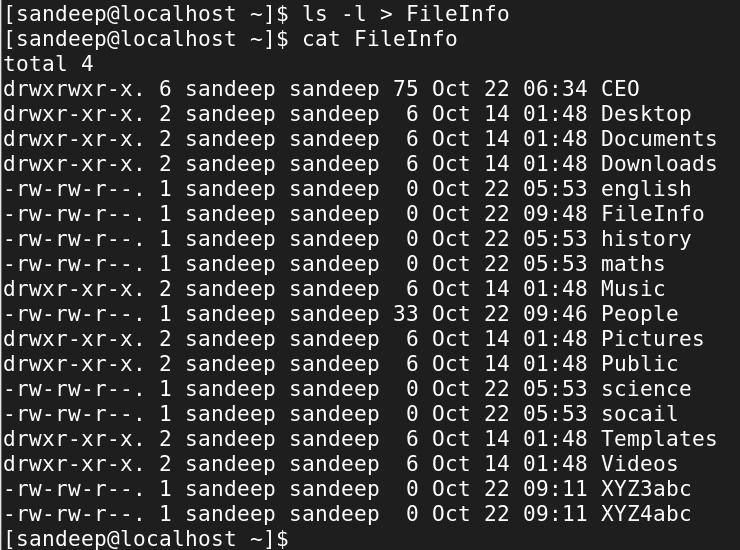 [sandeep@localhost ~]$ ls -l > FileInfo
[sandeep@localhost ~]$ cat FileInfo
total 4
drwxrwxr-x. 6 sandeep sandeep 75 Oct 22 06:34 CEO
drwxr-xr-x. 2 sandeep sandeep  6 Oct 14 01:48 Desktop
drwxr-xr-x. 2 sandeep sandeep  6 Oct 14 01:48 Documents
drwxr-xr-x. 2 sandeep sandeep  6 Oct 14 01:48 Downloads
-rw-rw-r--. 1 sandeep sandeep  0 Oct 22 05:53 english
-rw-rw-r--. 1 sandeep sandeep  0 Oct 22 09:48 FileInfo
-rw-rw-r--. 1 sandeep sandeep  0 Oct 22 05:53 history
-rw-rw-r--. 1 sandeep sandeep  0 Oct 22 05:53 maths
drwxr-xr-x. 2 sandeep sandeep  6 Oct 14 01:48 Music
-rw-rw-r--. 1 sandeep sandeep 33 Oct 22 09:46 People
drwxr-xr-x. 2 sandeep sandeep  6 Oct 14 01:48 Pictures
drwxr-xr-x. 2 sandeep sandeep  6 Oct 14 01:48 Public
-rw-rw-r--. 1 sandeep sandeep  0 Oct 22 05:53 science
-rw-rw-r--. 1 sandeep sandeep  0 Oct 22 05:53 socail
drwxr-xr-x. 2 sandeep sandeep  6 Oct 14 01:48 Templates
drwxr-xr-x. 2 sandeep sandeep  6 Oct 14 01:48 Videos
-rw-rw-r--. 1 sandeep sandeep  0 Oct 22 09:11 XYZ3abc
-rw-rw-r--. 1 sandeep sandeep  0 Oct 22 09:11 XYZ4abc
[sandeep@localhost ~]$